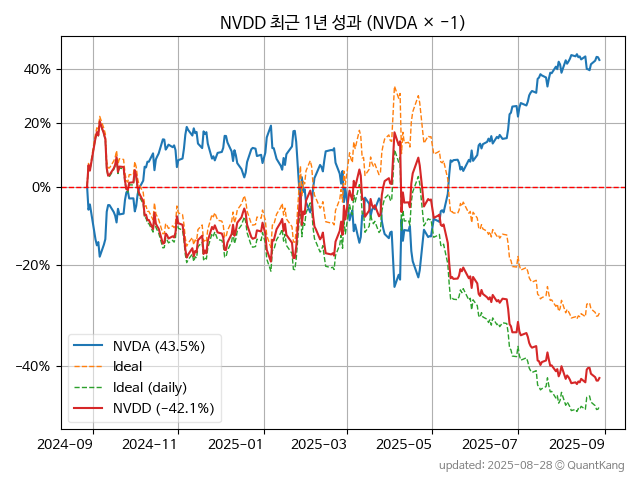 NVDD 최근 1년 성과 (NVDA × −1)
40%
20%
0%
−20%
−40%
NVDA (43.5%)
Ideal
Ideal (daily)
NVDD (−42.1%)
2024-09
2024-11
2025-01
2025-03
2025-05
2025-07
2025-09
updated: 2025-08-28 © QuantKang